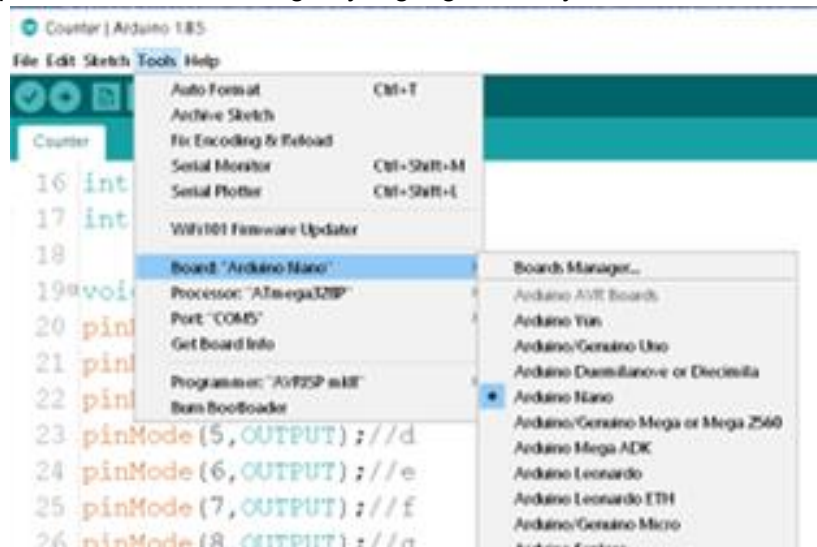 Counter | Arduino 1.8.5
File Edit Sketch Tools Help
Auto Format Ctrl+T
Archive Sketch
Fix Encoding & Reload
Serial Monitor Ctrl+Shift+M
Serial Plotter Ctrl+Shift+L
WiFi101 Firmware Updater
Board: "Arduino Nano"
Processor: "ATmega328P"
Port: "COM5"
Get Board Info
Programmer: "AVRISP mkII"
Burn Bootloader
Boards Manager...
Arduino AVR Boards
Arduino Yún
Arduino/Genuino Uno
Arduino Duemilanove or Diecimila
Arduino Nano
Arduino/Genuino Mega or Mega 2560
Arduino Mega ADK
Arduino Leonardo
Arduino Leonardo ETH
Arduino/Genuino Micro
Counter
16 int
17 int
18
19 voi
20 pin
21 pin
22 pin
23 pinMode(5,OUTPUT);//d
24 pinMode(6,OUTPUT);//e
25 pinMode(7,OUTPUT);//f
26 pinMode(8,OUTPUT);//g